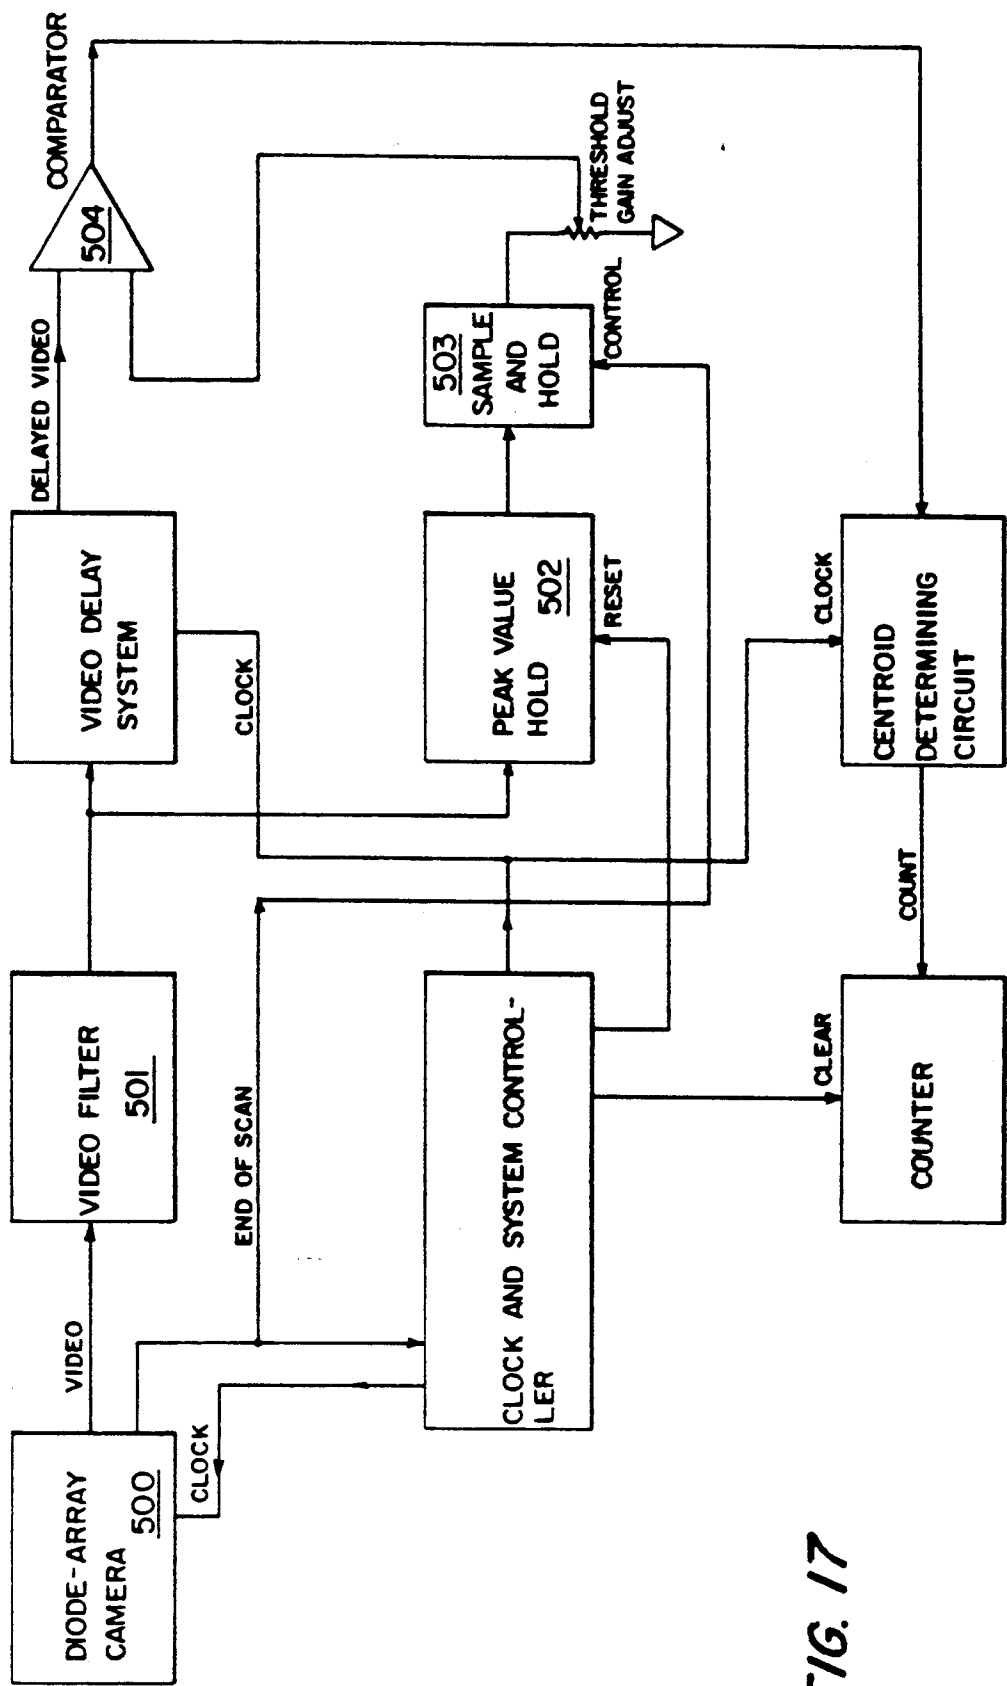 DIODE-ARRAY
CAMERA
500
VIDEO
CLOCK
VIDEO FILTER
501
END OF SCAN
VIDEO DELAY
SYSTEM
CLOCK
DELAYED VIDEO
COMPARATOR
504
CLOCK AND SYSTEM CONTROL-
LER
PEAK VALUE
HOLD
502
RESET
503
SAMPLE
AND
HOLD
CONTROL
THRESHOLD
GAIN ADJUST
CLEAR
COUNTER
COUNT
CLOCK
CENTROID
DETERMINING
CIRCUIT
FIG. 17